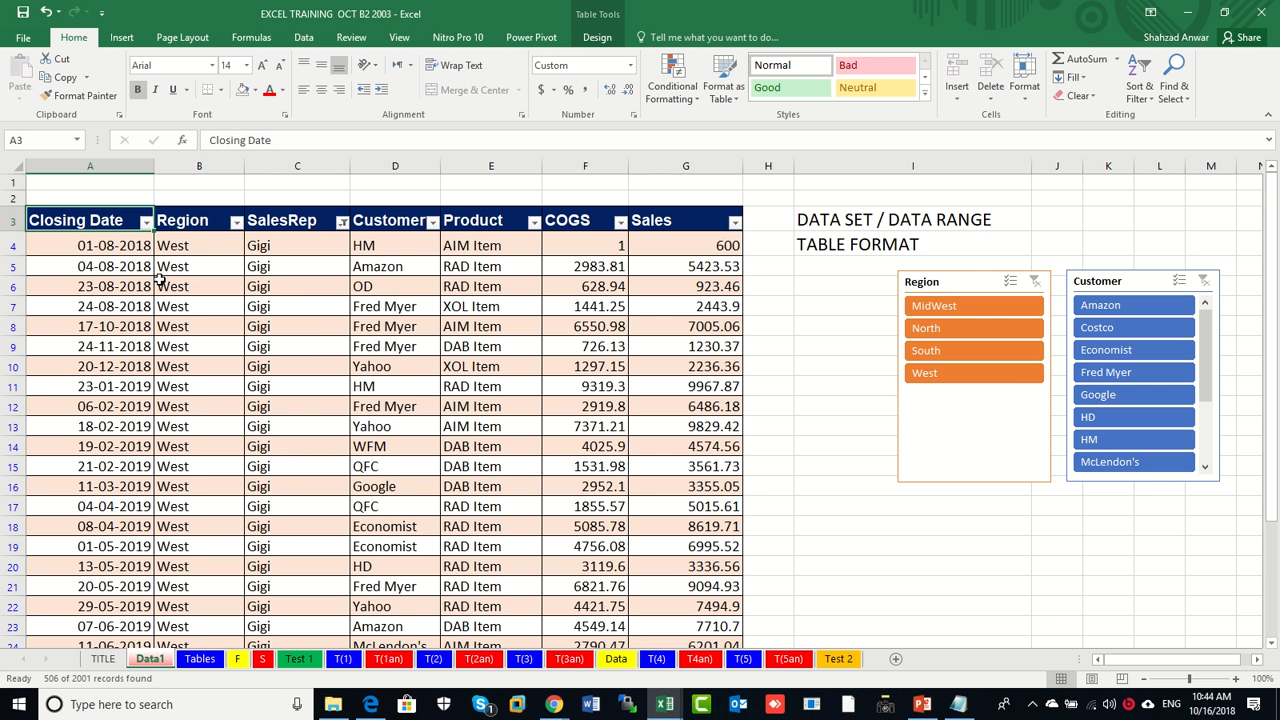 EXCEL TRAINING OCT B2 2003 - Excel
Table Tools
Shahzad Anwar
Share
File
Home
Insert
Page Layout
Formulas
Data
Review
View
Nitro Pro 10
Power Pivot
Design
Tell me what you want to do...
Paste
Cut
Copy
Format Painter
Clipboard
Arial
14
B I U
Font
Wrap Text
Merge & Center
Alignment
Custom
$ % ,
Number
Conditional Formatting
Format as Table
Normal
Bad
Good
Neutral
Styles
Insert
Delete
Format
Cells
AutoSum
Fill
Clear
Sort & Filter
Find & Select
Editing
A3
fx
Closing Date
A B C D E F G H I J K L M
1
2
3 Closing Date Region SalesRep Customer Product COGS Sales
4 01-08-2018 West Gigi HM AIM Item 1 600
5 04-08-2018 West Gigi Amazon RAD Item 2983.81 5423.53
6 23-08-2018 West Gigi OD RAD Item 628.94 923.46
7 24-08-2018 West Gigi Fred Myer XOL Item 1441.25 2443.9
8 17-10-2018 West Gigi Fred Myer AIM Item 6550.98 7005.06
9 24-11-2018 West Gigi Fred Myer DAB Item 726.13 1230.37
10 20-12-2018 West Gigi Yahoo XOL Item 1297.15 2236.36
11 23-01-2019 West Gigi HM RAD Item 9319.3 9967.87
12 06-02-2019 West Gigi Fred Myer AIM Item 2919.8 6486.18
13 18-02-2019 West Gigi Yahoo AIM Item 7371.21 9829.42
14 19-02-2019 West Gigi WFM DAB Item 4025.9 4574.56
15 21-02-2019 West Gigi QFC DAB Item 1531.98 3561.73
16 11-03-2019 West Gigi Google DAB Item 2952.1 3355.05
17 04-04-2019 West Gigi QFC RAD Item 1855.57 5015.61
18 08-04-2019 West Gigi Economist RAD Item 5085.78 8619.71
19 01-05-2019 West Gigi Economist RAD Item 4756.08 6995.52
20 13-05-2019 West Gigi HD RAD Item 3119.6 3336.56
21 20-05-2019 West Gigi Fred Myer RAD Item 6821.76 9094.93
22 29-05-2019 West Gigi Yahoo RAD Item 4421.75 7494.9
23 07-06-2019 West Gigi Amazon DAB Item 4549.14 7710.7
24 11-06-2019 West Gigi McLendon's AIM Item 2790.47 6201.04
DATA SET / DATA RANGE
TABLE FORMAT
Region
MidWest
North
South
West
Customer
Amazon
Costco
Economist
Fred Myer
Google
HD
HM
McLendon's
TITLE Data1 Tables F S Test 1 T(1) T(1an) T(2) T(2an) T(3) T(3an) Data T(4) T4an) T(5) T(5an) Test 2
Ready 506 of 2001 records found
100%
Type here to search
ENG
10:44 AM
10/16/2018